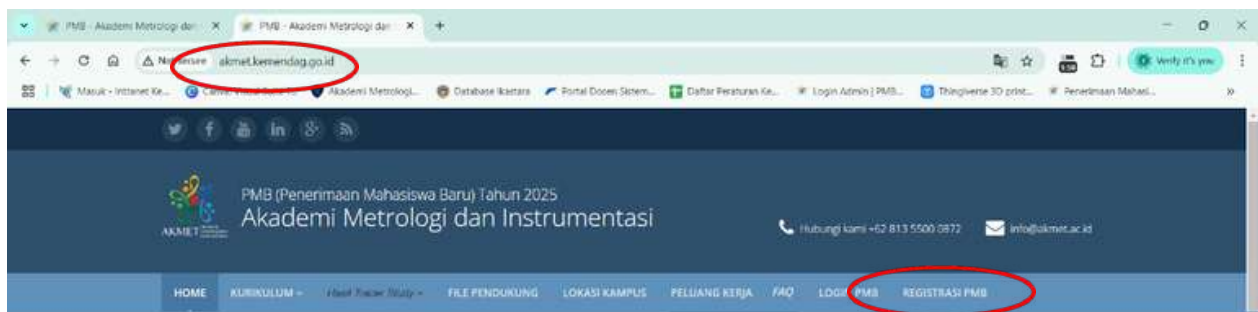 PMB - Akademi Metrologi dan
PMB - Akademi Metrologi dan
akmet.kemendag.go.id
Verify it's you
Masuk - Intranet Ke...
Akademi Metrologi...
Database Ikastara
Portal Dosen Sistem...
Daftar Peraturan Ke...
Login Admin | PMB...
Thingiverse 3D print...
Penerimaan Mahasi...
PMB (Penerimaan Mahasiswa Baru) Tahun 2025
Akademi Metrologi dan Instrumentasi
AKMET
Hubungi kami +62 813 5500 0872
info@akmet.ac.id
HOME
KURIKULUM
Hasil Tracer Study
FILE PENDUKUNG
LOKASI KAMPUS
PELUANG KERJA
FAQ
LOGIN PMB
REGISTRASI PMB